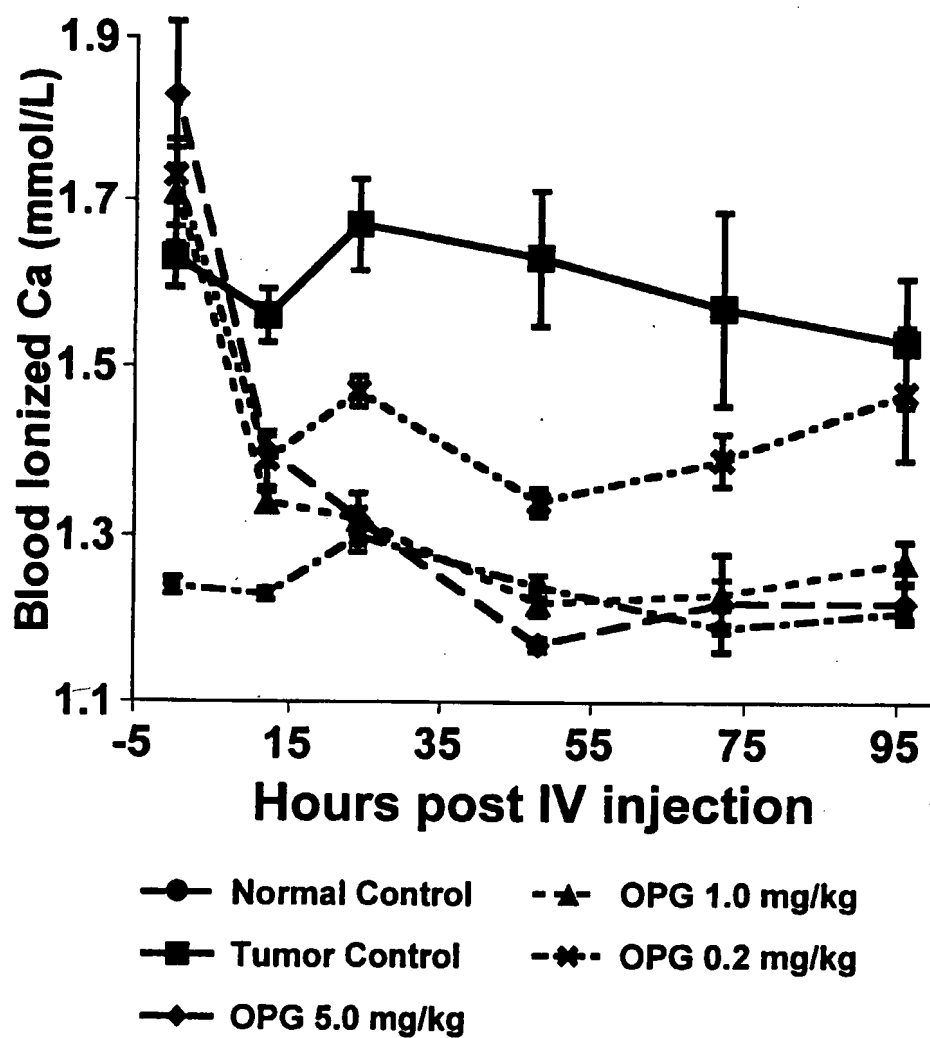 Blood Ionized Ca (mmol/L)
1.9
1.7
1.5
1.3
1.1
-5 15 35 55 75 95
Hours post IV injection
Normal Control
OPG 1.0 mg/kg
Tumor Control
OPG 0.2 mg/kg
OPG 5.0 mg/kg